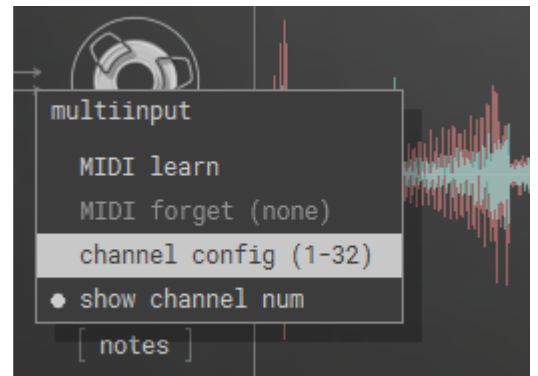 multiinput
MIDI learn
MIDI forget (none)
channel config (1-32)
● show channel num
[ notes ]